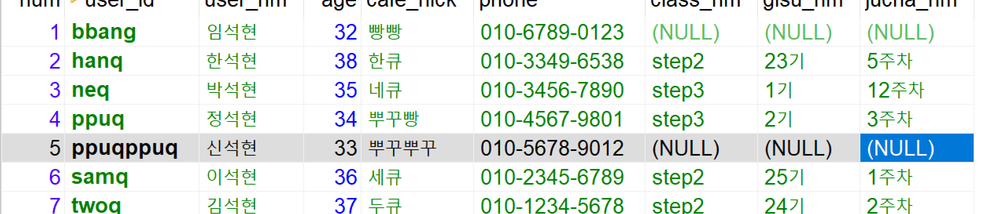 num user_id user_nm age cafe_nick phone class_nm gisu_nm jucha_nm
1 bbang 임석현 32 빵빵 010-6789-0123 (NULL) (NULL) (NULL)
2 hanq 한석현 38 한큐 010-3349-6538 step2 23기 5주차
3 neq 박석현 35 네큐 010-3456-7890 step3 1기 12주차
4 ppuq 정석현 34 뿌꾸빵 010-4567-9801 step3 2기 3주차
5 ppuqppuq 신석현 33 뿌꾸뿌꾸 010-5678-9012 (NULL) (NULL) (NULL)
6 samq 이석현 36 세큐 010-2345-6789 step2 25기 1주차
7 twoq 김석현 37 두큐 010-1234-5678 step2 24기 2주차